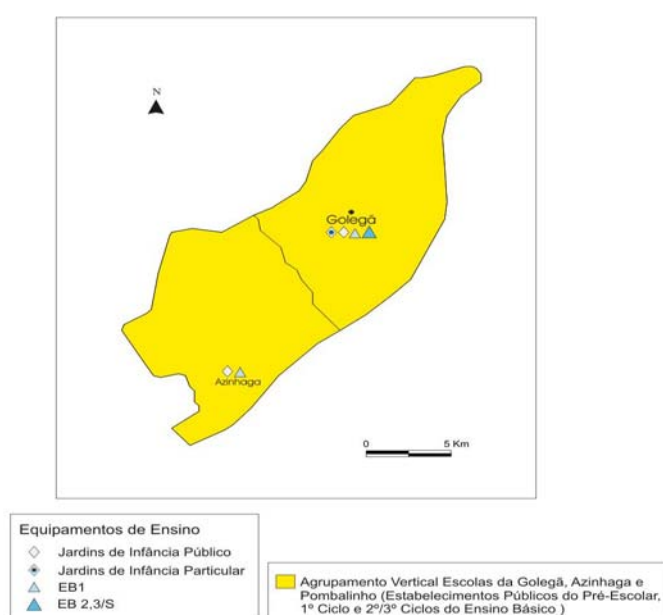 N
Golegã
Azinhaga
0 5 Km
Equipamentos de Ensino
Jardins de Infância Público
Jardins de Infância Particular
EB1
EB 2,3/S
Agrupamento Vertical Escolas da Golegã, Azinhaga e
Pombalinho (Estabelecimentos Públicos do Pré-Escolar,
1º Ciclo e 2º/3º Ciclos do Ensino Básico )